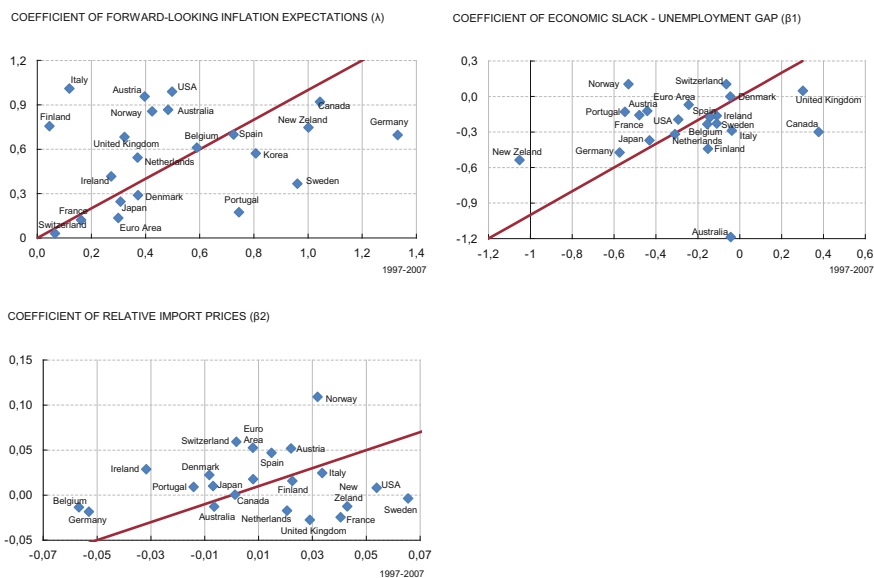 COEFFICIENT OF FORWARD-LOOKING INFLATION EXPECTATIONS (λ)
1,2
0,9
0,6
0,3
0
Italy
Austria
USA
Finland
Norway
Australia
Canada
New Zeland
Germany
United Kingdom
Belgium
Spain
Netherlands
Korea
Ireland
Sweden
Denmark
Portugal
France
Japan
Switzerland
Euro Area
0,0 0,2 0,4 0,6 0,8 1,0 1,2 1,4
1997-2007
COEFFICIENT OF ECONOMIC SLACK - UNEMPLOYMENT GAP (β1)
0,3
0,0
-0,3
-0,6
-0,9
-1,2
Norway
Switzerland
Euro Area
Denmark
United Kingdom
Portugal
Austria
Spain
Ireland
France
USA
Sweden
Canada
Belgium
Italy
Japan
Netherlands
New Zeland
Germany
Finland
Australia
-1,2 -1 -0,8 -0,6 -0,4 -0,2 0 0,2 0,4 0,6
1997-2007
COEFFICIENT OF RELATIVE IMPORT PRICES (β2)
0,15
0,10
0,05
0,00
-0,05
Norway
Euro
Area
Switzerland
Austria
Spain
Ireland
Denmark
Italy
Portugal
Japan
Finland
New
Zeland
USA
Belgium
Canada
Sweden
Germany
Australia
Netherlands
France
United Kingdom
-0,07 -0,05 -0,03 -0,01 0,01 0,03 0,05 0,07
1997-2007